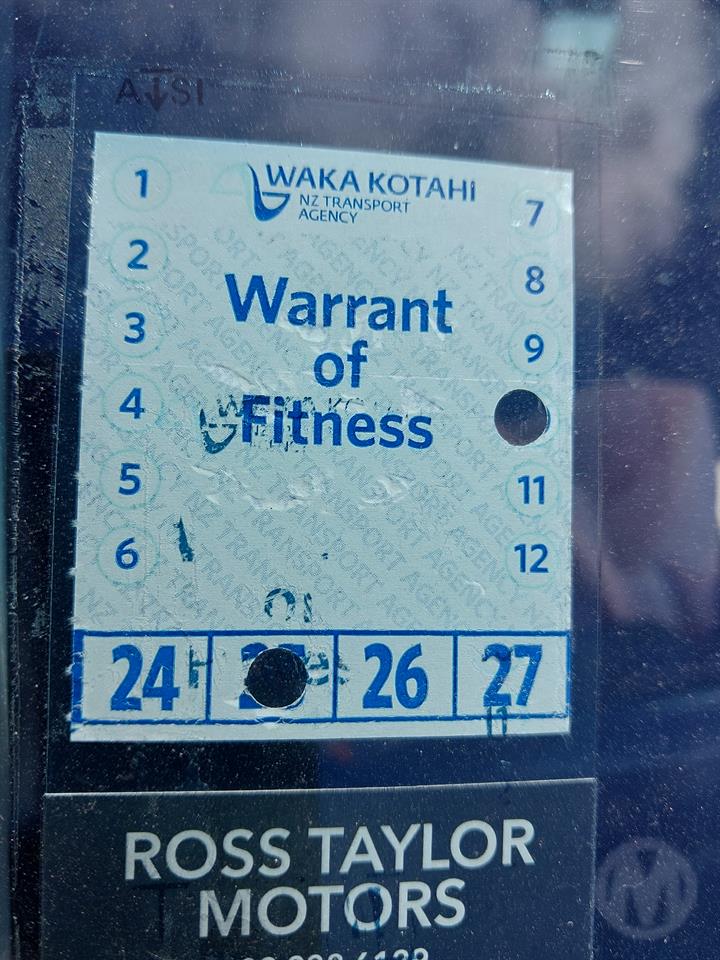 A↓SI
1
WAKA KOTAHI
NZ TRANSPORT
AGENCY
7
2
8
Warrant
3
9
of
4
Fitness
5
11
6
12
24
26
27
ROSS TAYLOR
MOTORS